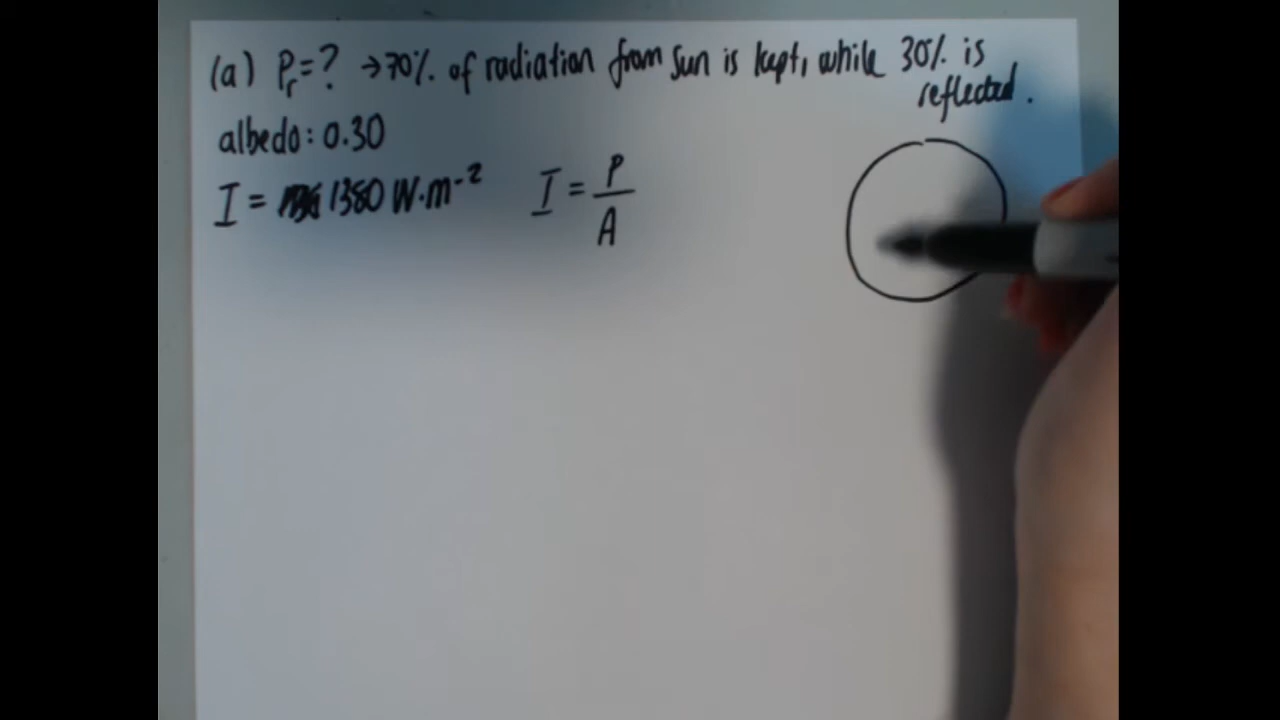 (a) Pr = ? → 70% of radiation from Sun is kept, while 30% is
reflected.
albedo: 0.30
I = 1380 W·m⁻² I = P/A